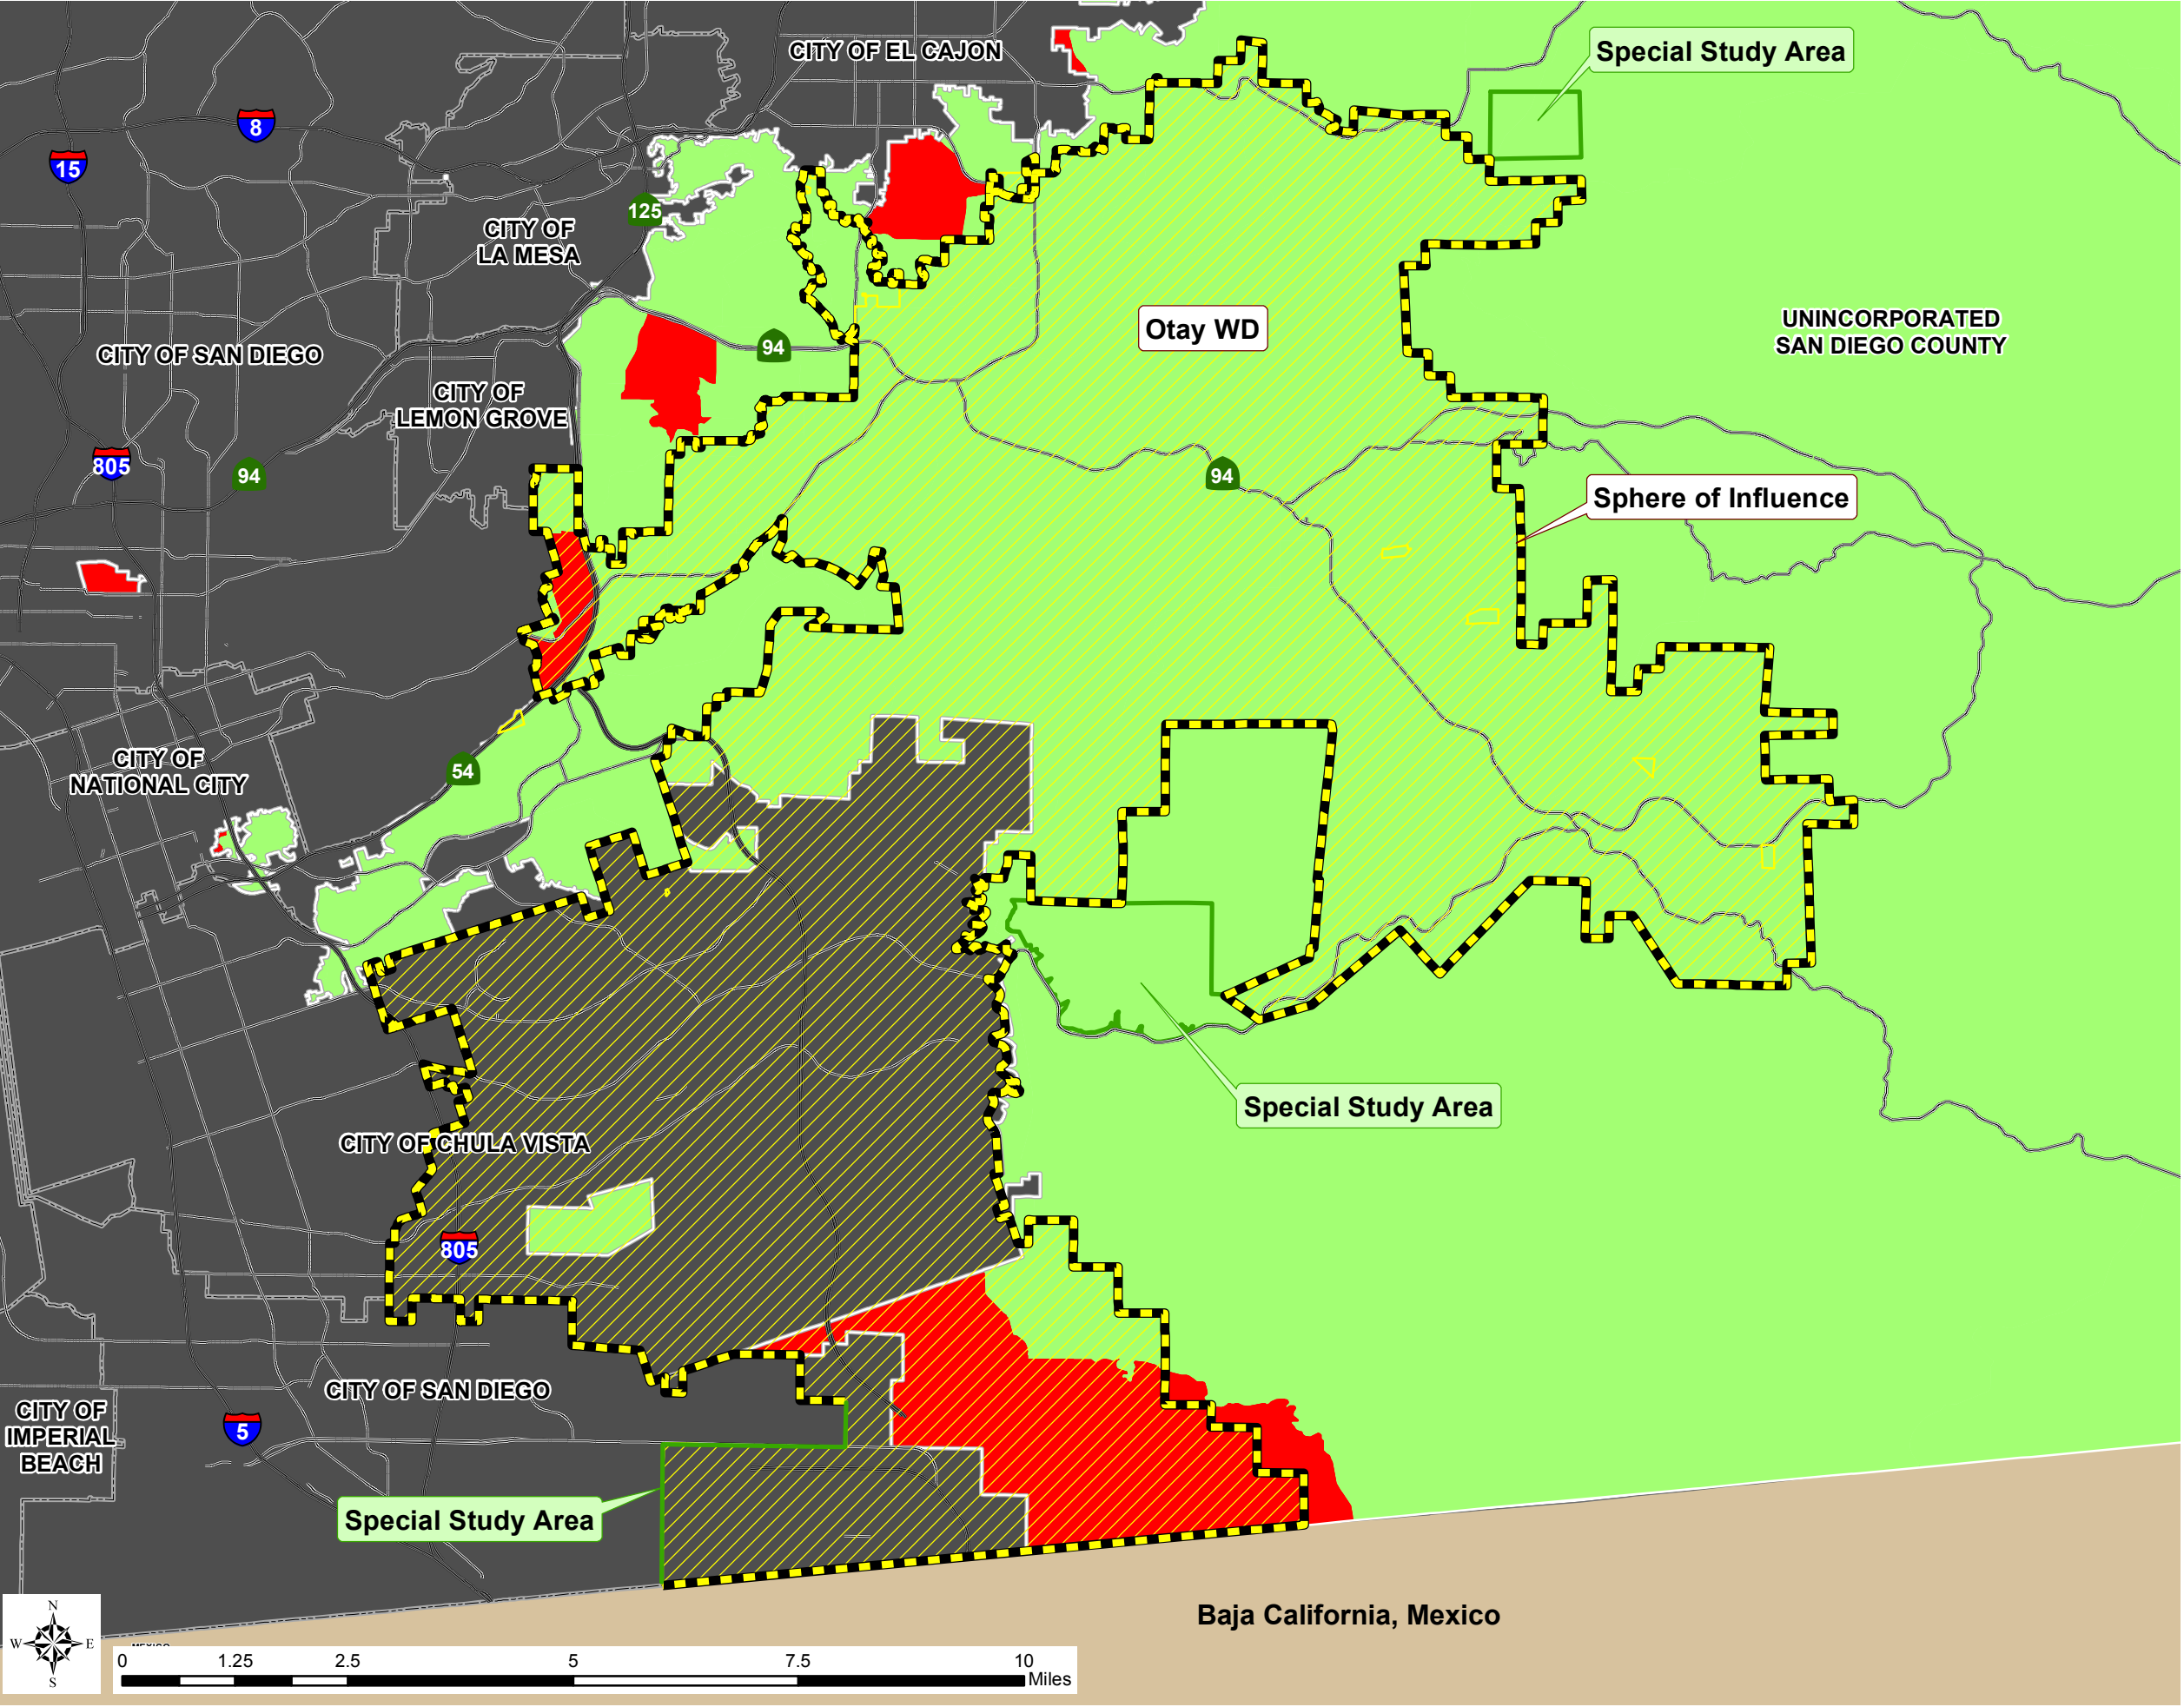 CITY OF EL CAJON
Special Study Area
8
15
125
CITY OF
LA MESA
Otay WD
UNINCORPORATED
SAN DIEGO COUNTY
CITY OF SAN DIEGO
94
CITY OF
LEMON GROVE
805
94
94
Sphere of Influence
CITY OF
NATIONAL CITY
54
Special Study Area
CITY OF CHULA VISTA
805
CITY OF SAN DIEGO
CITY OF
IMPERIAL
BEACH
5
Special Study Area
Baja California, Mexico
N
W
E
S
MEXICO
0
1.25
2.5
5
7.5
10
Miles